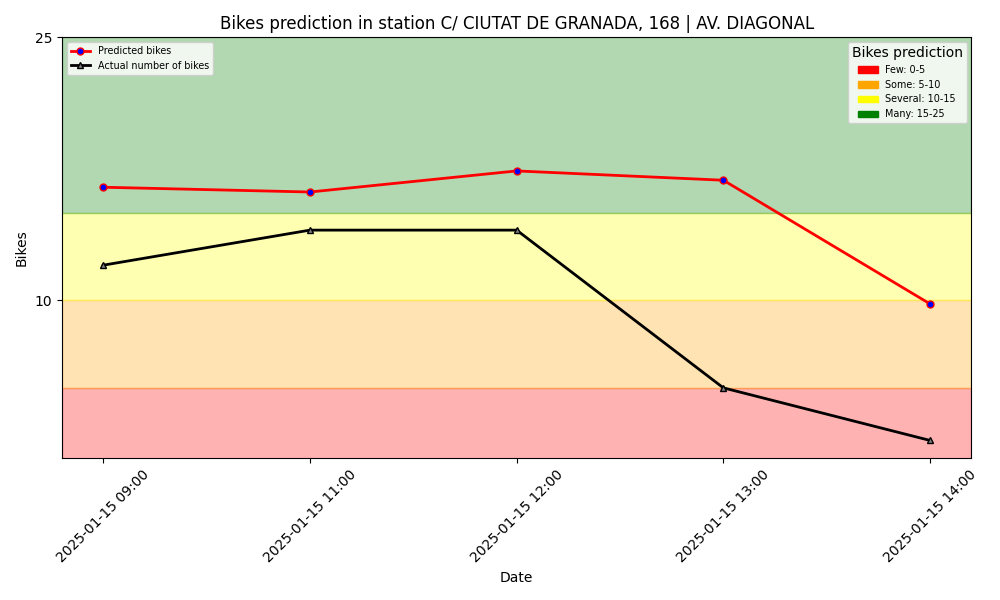 Bikes prediction in station C/ CIUTAT DE GRANADA, 168 | AV. DIAGONAL
25
10
Bikes
Predicted bikes
Actual number of bikes
Bikes prediction
Few: 0-5
Some: 5-10
Several: 10-15
Many: 15-25
2025-01-15 09:00
2025-01-15 11:00
2025-01-15 12:00
2025-01-15 13:00
2025-01-15 14:00
Date